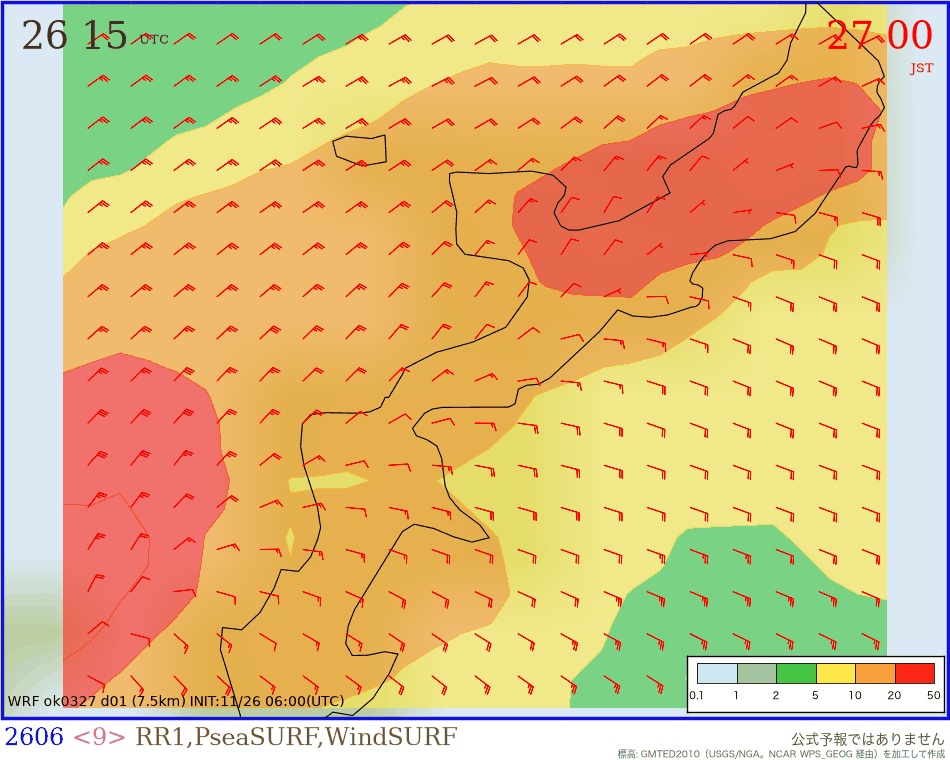 26 15 UTC
27 00
JST
0.1 1 2 5 10 20 50
WRF ok0327 d01 (7.5km) INIT:11/26 06:00(UTC)
2606 <9> RR1,PseaSURF,WindSURF
公式予報ではありません
標高: GMTED2010（USGS/NGA。NCAR WPS_GEOG 経由）を加工して作成